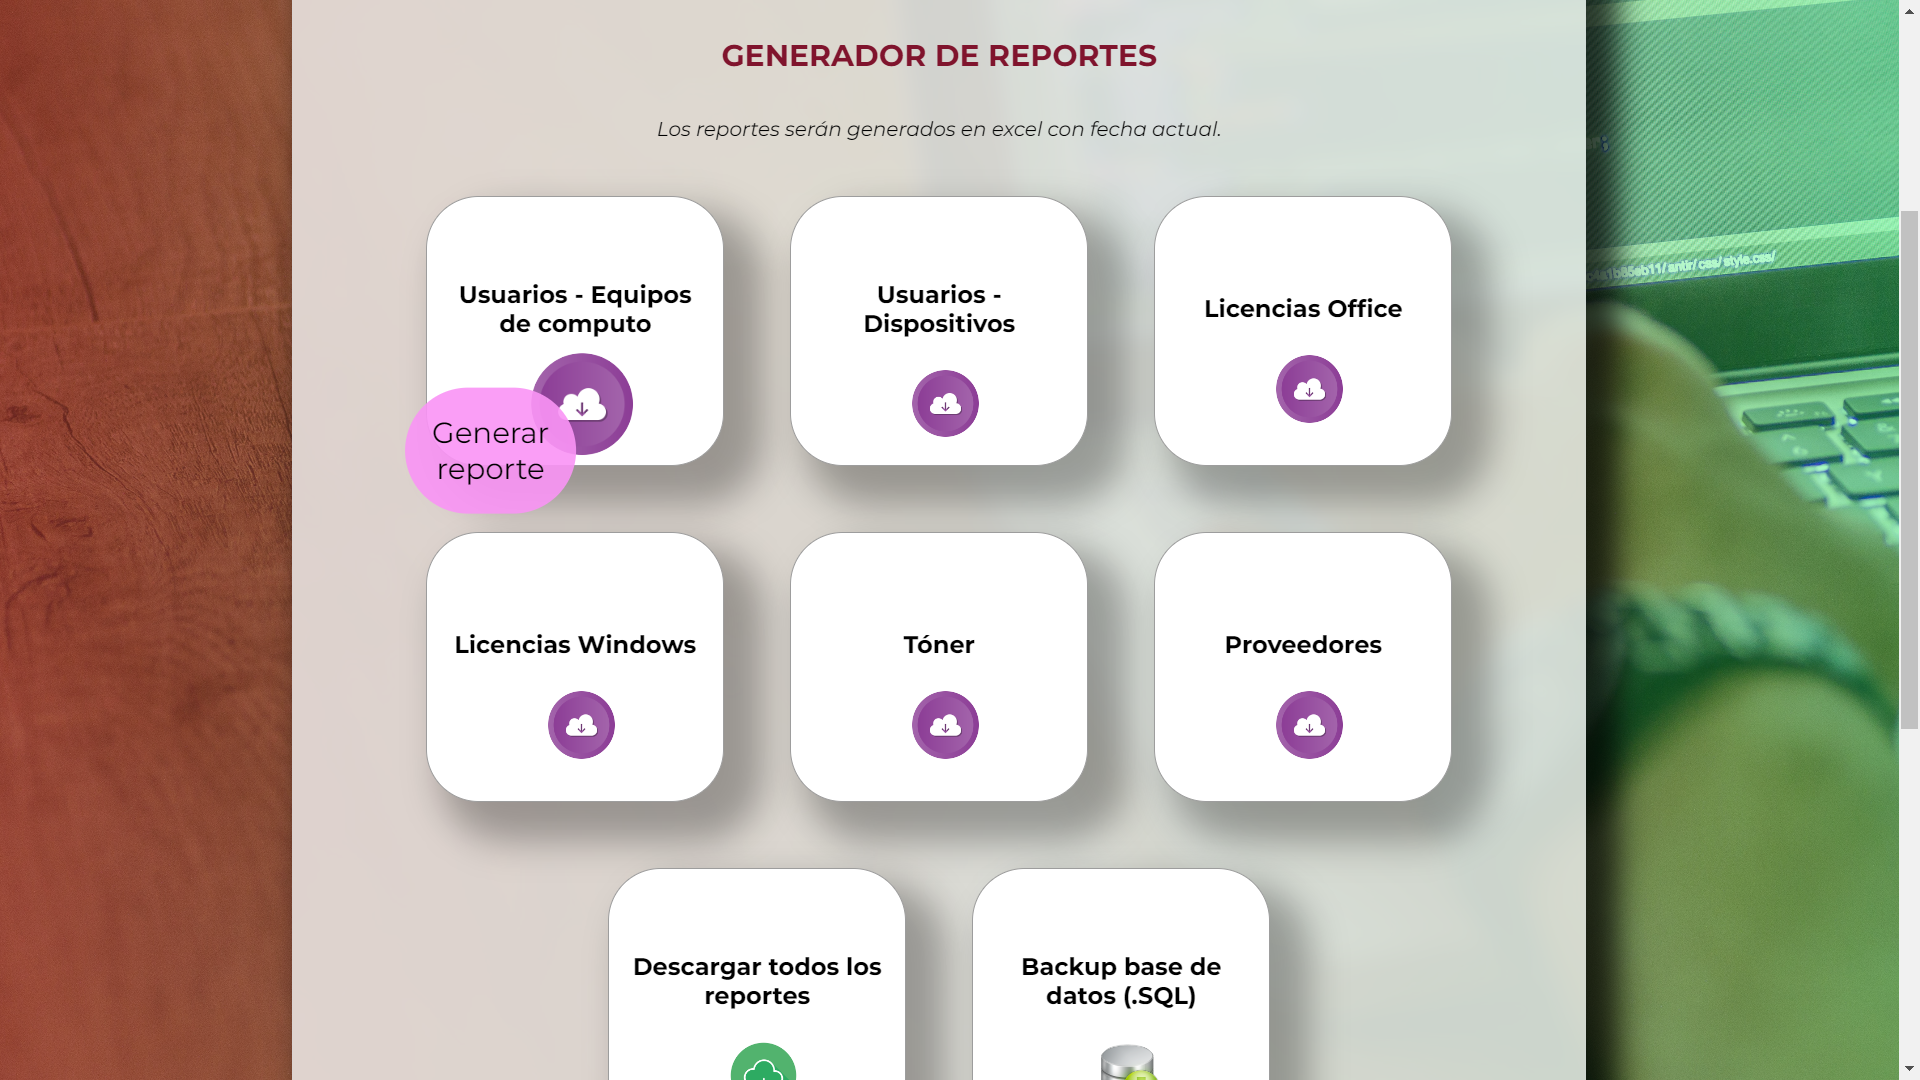 GENERADOR DE REPORTES
Los reportes serán generados en excel con fecha actual.
Usuarios - Equipos
de computo
Usuarios -
Dispositivos
Licencias Office
Generar
reporte
Licencias Windows
Tóner
Proveedores
Descargar todos los
reportes
Backup base de
datos (.SQL)